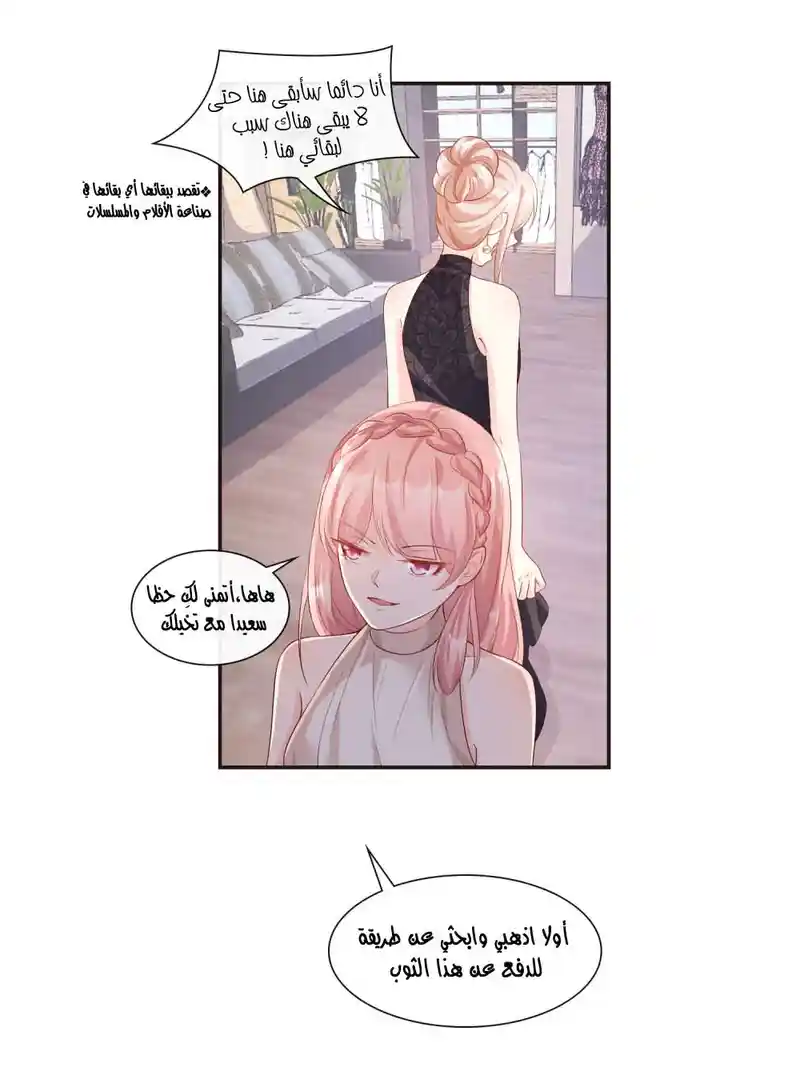 أنا دائما سأبقى هنا حتى
لا يبقى هناك سبب
لبقائي هنا !
*تقصد ببقائها أي بقائها في
صناعة الأفلام والمسلسلات
هاها،أتمنى لكِ حظا
سعيدا مع تخيلك
أولا اذهبي وابحثي عن طريقة
للدفع عن هذا الثوب